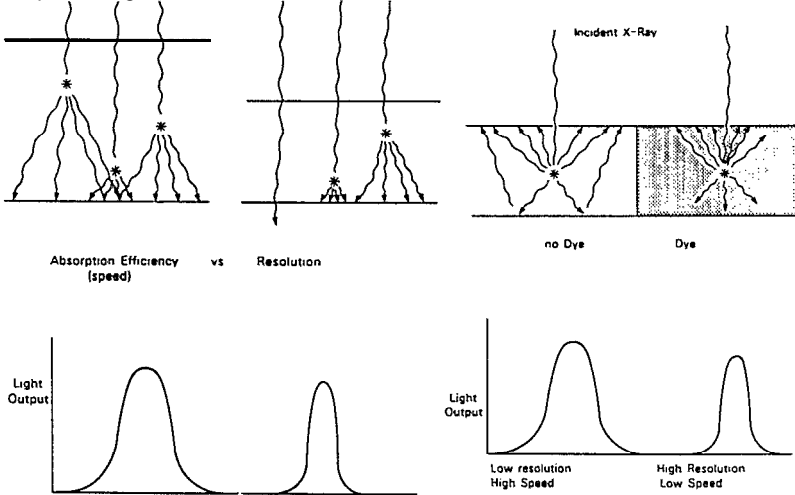 Incident X-Ray
no Dye Dye
Absorption Efficiency vs Resolution
(speed)
Light
Output
Light
Output
Low resolution High Resolution
High Speed Low Speed